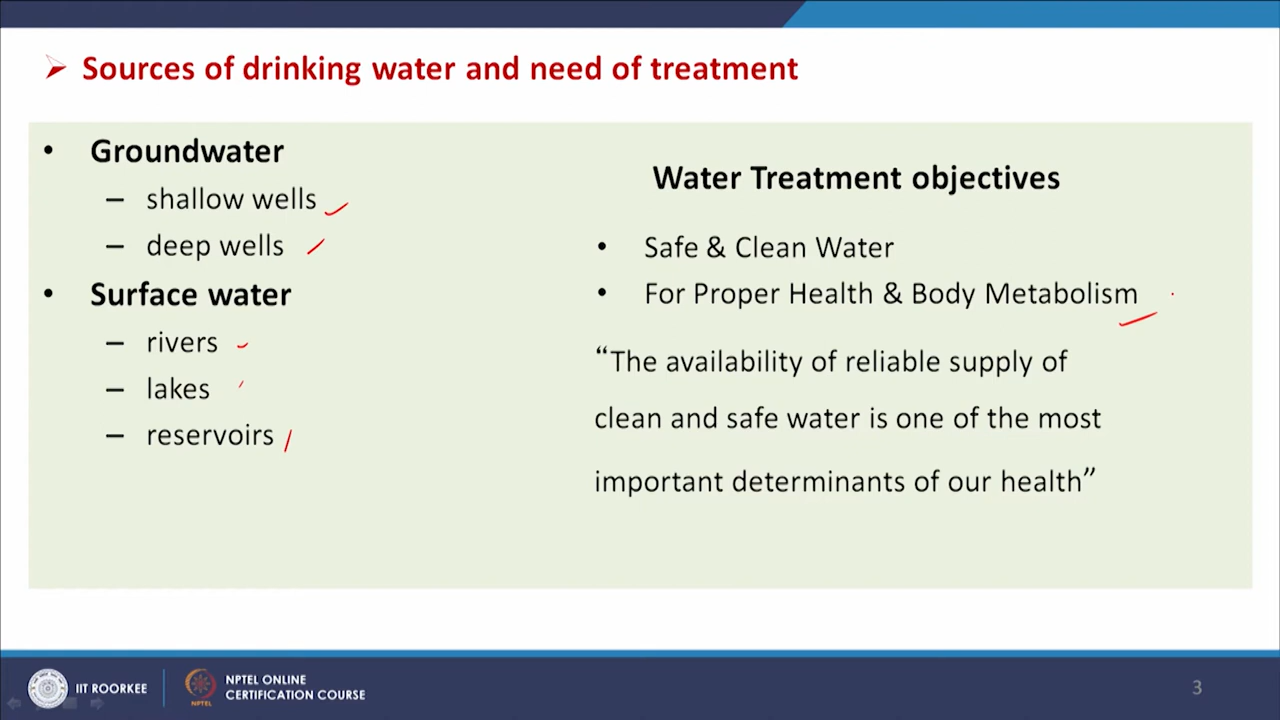 Sources of drinking water and need of treatment
• Groundwater
– shallow wells
– deep wells
• Surface water
– rivers
– lakes
– reservoirs
Water Treatment objectives
• Safe & Clean Water
• For Proper Health & Body Metabolism
“The availability of reliable supply of
clean and safe water is one of the most
important determinants of our health”
IIT ROORKEE
NPTEL
NPTEL ONLINE
CERTIFICATION COURSE
3